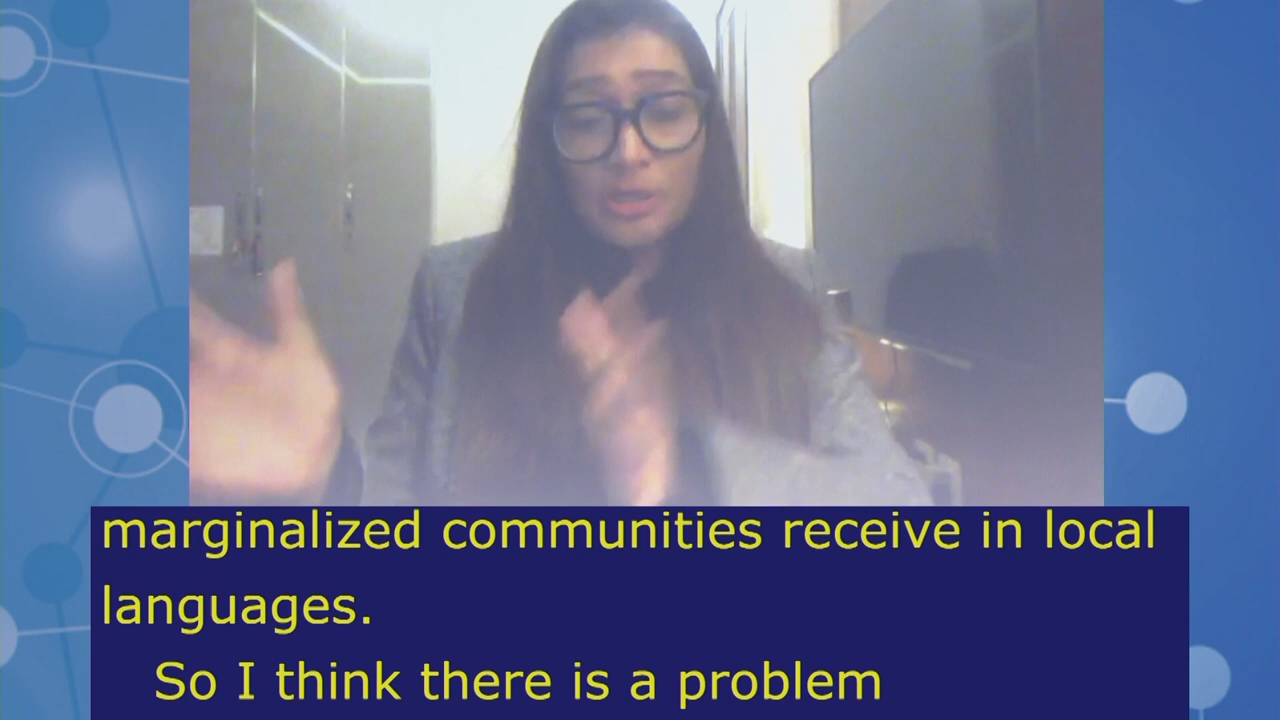 marginalized communities receive in local
languages.
So I think there is a problem